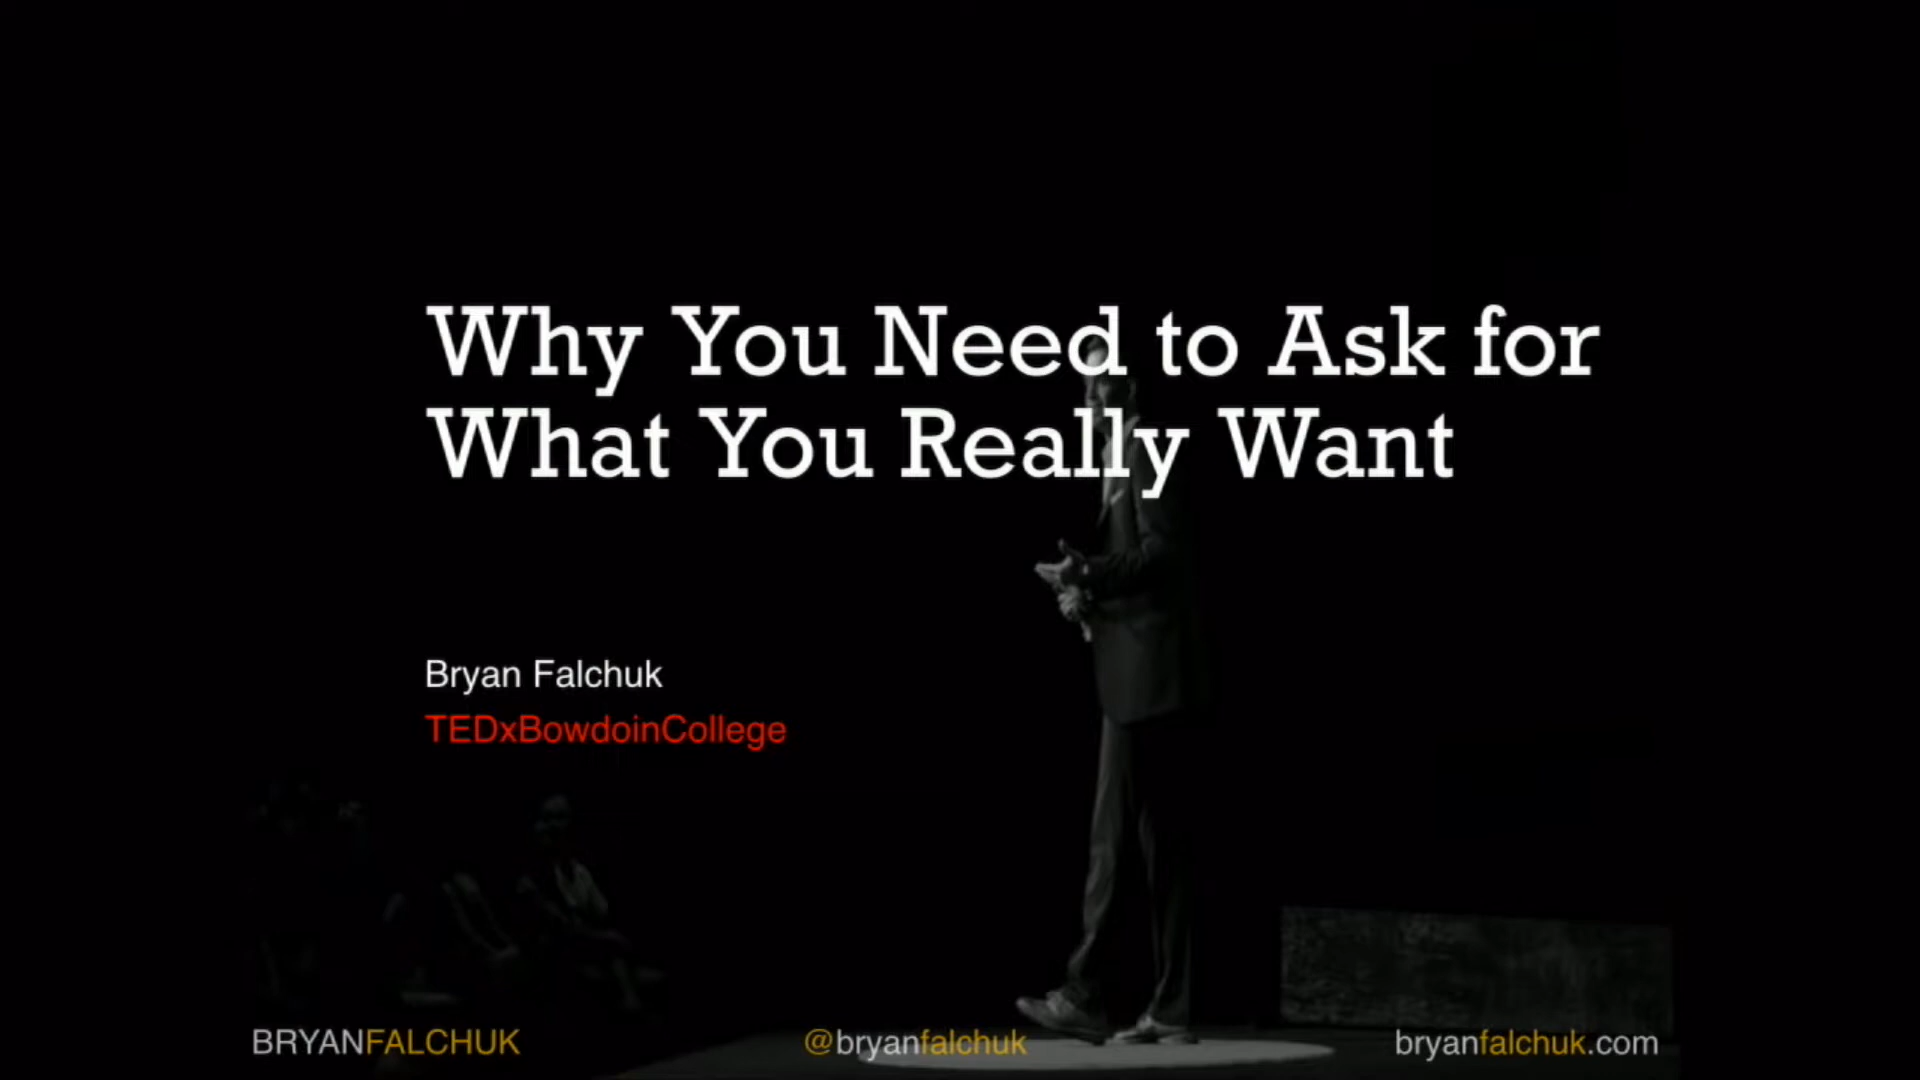 Why You Need to Ask for
What You Really Want
Bryan Falchuk
TEDxBowdoinCollege
BRYANFALCHUK
@bryanfalchuk
bryanfalchuk.com